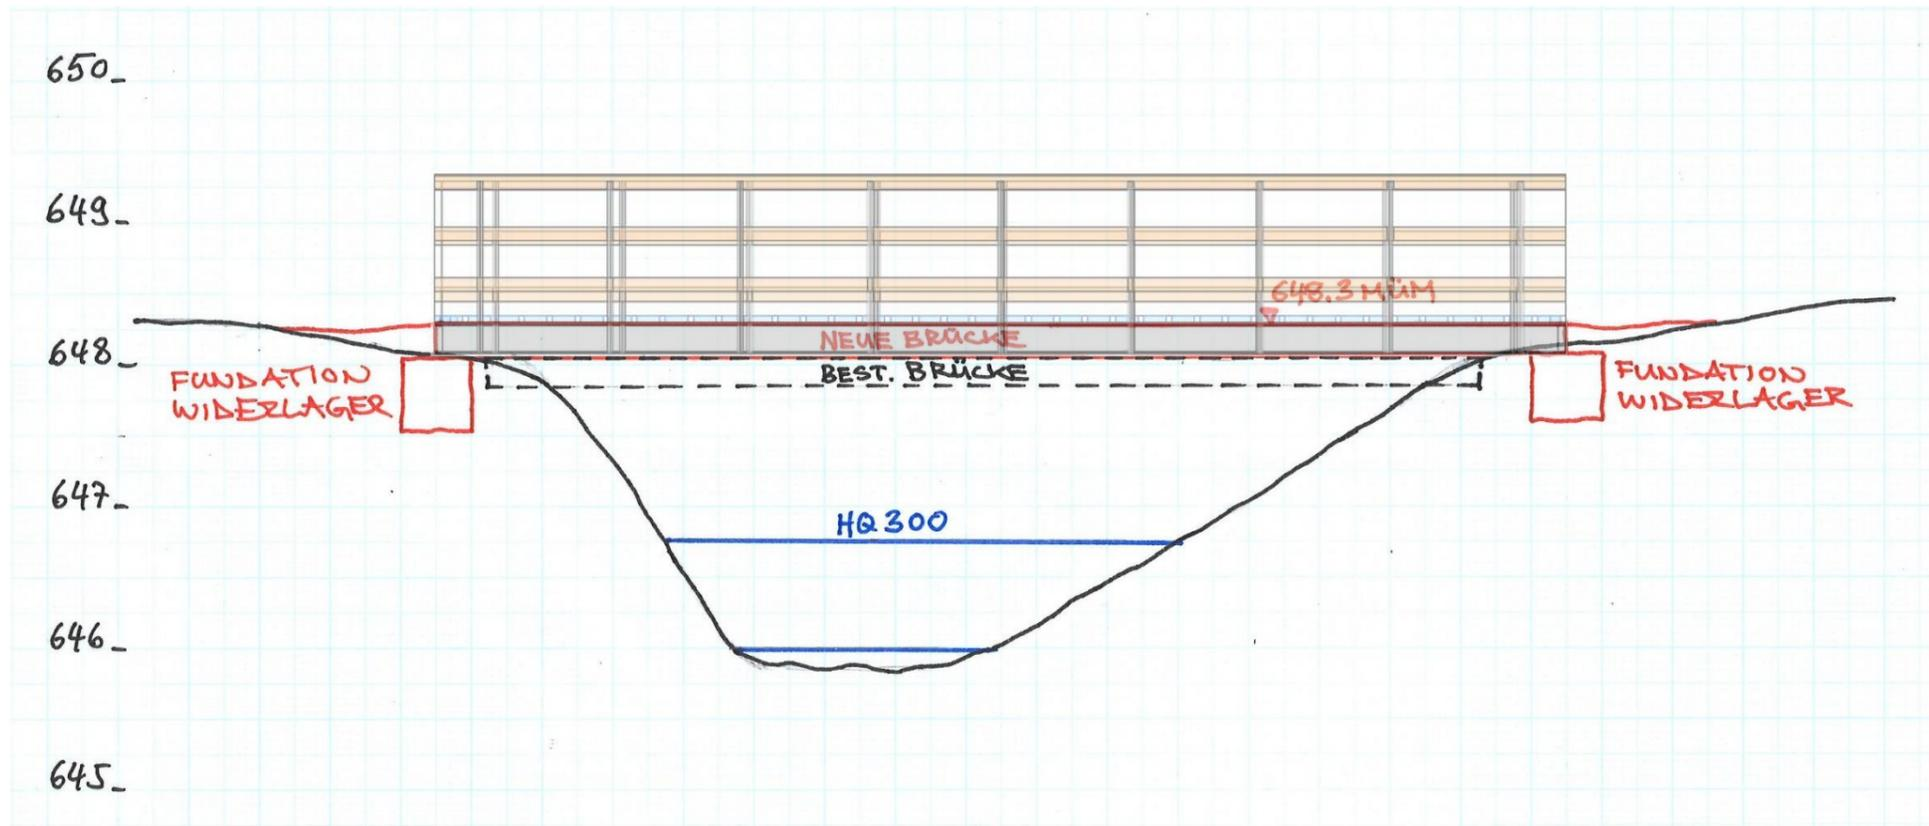 650
649
648.3 MÜM
NEUE BRÜCKE
648
BEST. BRÜCKE
FUNDATION
WIDERLAGER
FUNDATION
WIDERLAGER
647
HQ300
646
645